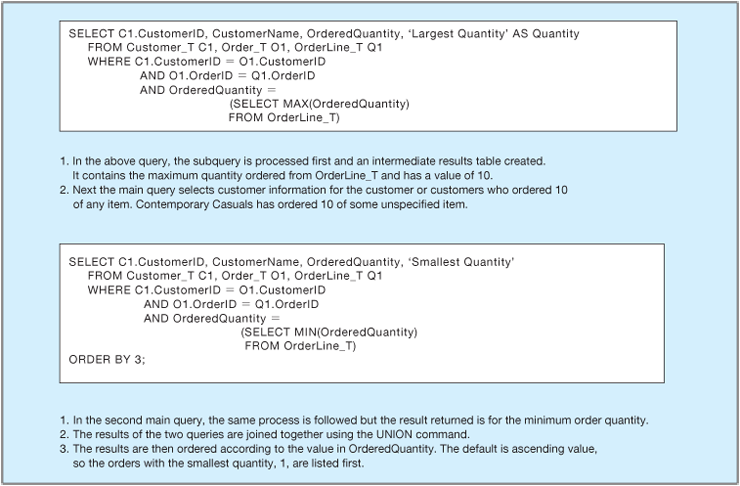 SELECT C1.CustomerID, CustomerName, OrderedQuantity, ‘Largest Quantity’ AS Quantity
FROM Customer_T C1, Order_T O1, OrderLine_T Q1
WHERE C1.CustomerID = O1.CustomerID
AND O1.OrderID = Q1.OrderID
AND OrderedQuantity =
(SELECT MAX(OrderedQuantity)
FROM OrderLine_T)
1. In the above query, the subquery is processed first and an intermediate results table created.
It contains the maximum quantity ordered from OrderLine_T and has a value of 10.
2. Next the main query selects customer information for the customer or customers who ordered 10
of any item. Contemporary Casuals has ordered 10 of some unspecified item.
SELECT C1.CustomerID, CustomerName, OrderedQuantity, ‘Smallest Quantity’
FROM Customer_T C1, Order_T O1, OrderLine_T Q1
WHERE C1.CustomerID = O1.CustomerID
AND O1.OrderID = Q1.OrderID
AND OrderedQuantity =
(SELECT MIN(OrderedQuantity)
FROM OrderLine_T)
ORDER BY 3;
1. In the second main query, the same process is followed but the result returned is for the minimum order quantity.
2. The results of the two queries are joined together using the UNION command.
3. The results are then ordered according to the value in OrderedQuantity. The default is ascending value,
so the orders with the smallest quantity, 1, are listed first.